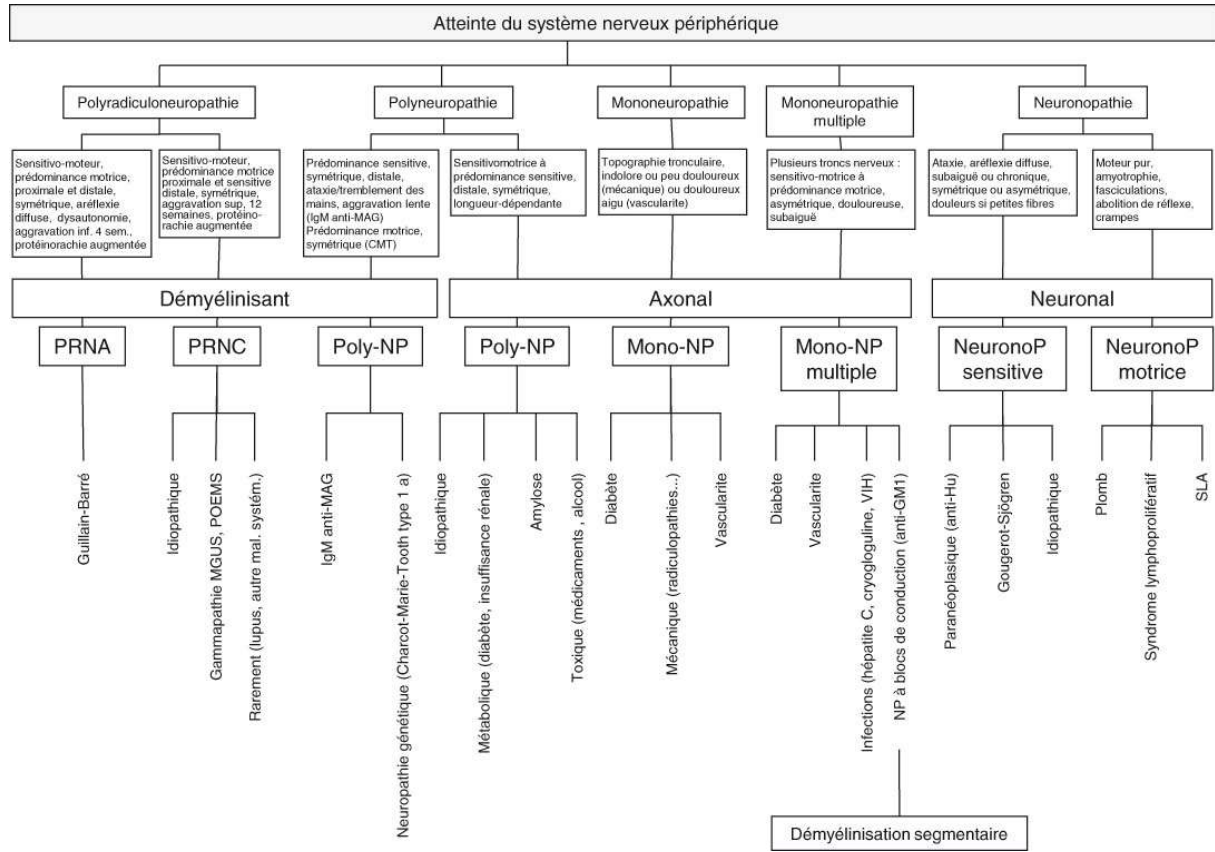 Atteinte du système nerveux périphérique
Polyradiculoneuropathie
Polyneuropathie
Mononeuropathie
Mononeuropathie
multiple
Neuronopathie
Sensitivo-moteur,
prédominance motrice,
proximale et distale,
symétrique, aréflexie
diffuse, dysautonomie,
aggravation inf. 4 sem.,
protéinorachie augmentée
Sensitivo-moteur,
prédominance motrice
proximale et sensitive
distale, symétrique,
aggravation sup, 12
semaines, protéino-
rachie augmentée
Prédominance sensitive,
symétrique, distale,
ataxie/tremblement des
mains, aggravation lente
(IgM anti-MAG)
Prédominance motrice,
symétrique (CMT)
Sensitivomotrice à
prédominance sensitive,
distale, symétrique,
longueur-dépendante
Topographie tronculaire,
indolore ou peu douloureux
(mécanique) ou douloureux
aigu (vascularite)
Plusieurs troncs nerveux :
sensitivo-motrice à
prédominance motrice,
asymétrique, douloureuse,
subaiguë
Ataxie, aréflexie diffuse,
subaiguë ou chronique,
symétrique ou asymétrique,
douleurs si petites fibres
Moteur pur,
amyotrophie,
fasciculations,
abolition de réflexe,
crampes
Démyélinisant
Axonal
Neuronal
PRNA
PRNC
Poly-NP
Poly-NP
Mono-NP
Mono-NP
multiple
NeuronoP
sensitive
NeuronoP
motrice
Guillain-Barré
Idiopathique
Gammapathie MGUS, POEMS
Rarement (lupus, autre mal. systém.)
IgM anti-MAG
Neuropathie génétique (Charcot-Marie-Tooth type 1 a)
Idiopathique
Métabolique (diabète, insuffisance rénale)
Amylose
Toxique (médicaments , alcool)
Diabète
Mécanique (radiculopathies...)
Vascularite
Diabète
Vascularite
Infections (hépatite C, cryogloguline, VIH)
NP à blocs de conduction (anti-GM1)
Paranéoplasique (anti-Hu)
Gougerot-Sjögren
Idiopathique
Plomb
Syndrome lymphoprolifératif
SLA
Démyélinisation segmentaire